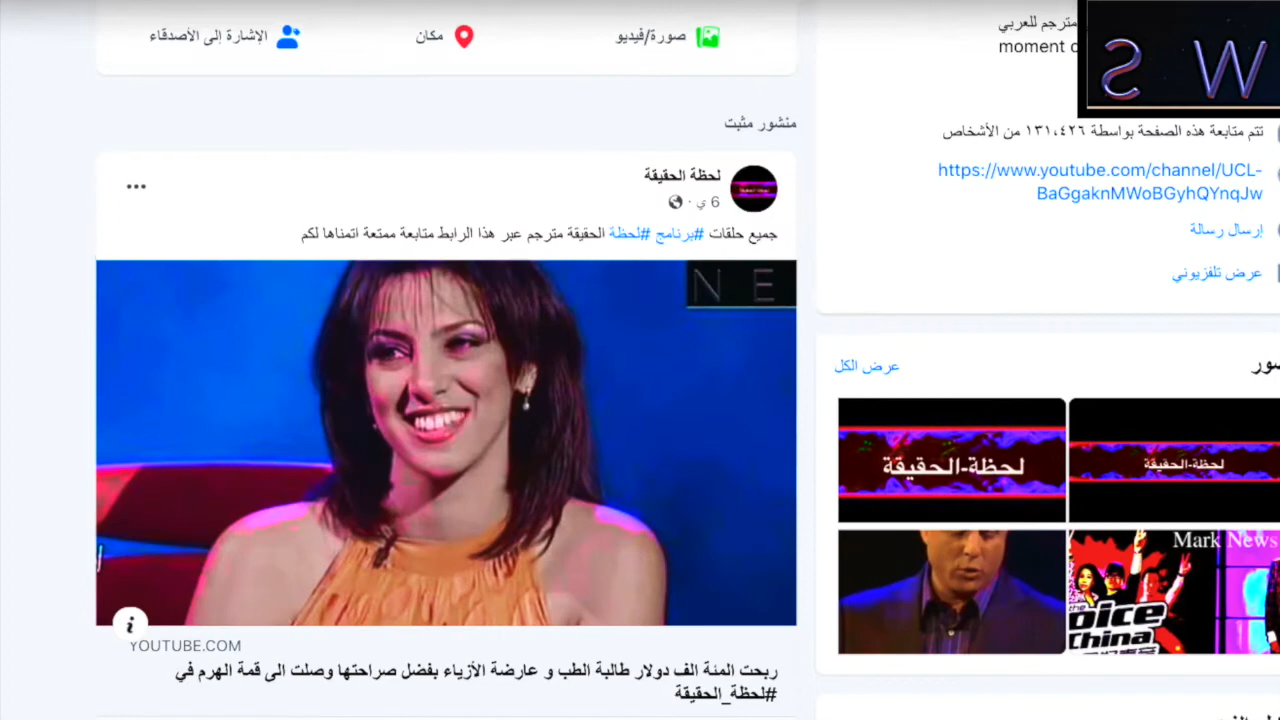 صورة/فيديو
مكان
الإشارة إلى الأصدقاء
منشور مثبت
لحظة الحقيقة
6 ي ·
جميع حلقات #برنامج #لحظة الحقيقة مترجم عبر هذا الرابط متابعة ممتعة اتمناها لكم
N E
YOUTUBE.COM
ربحت المئة الف دولار طالبة الطب و عارضة الأزياء بفضل صراحتها وصلت الى قمة الهرم في
#لحظة_الحقيقة
مترجم للعربي
moment
W S
تتم متابعة هذه الصفحة بواسطة ١٣١،٤٢٦ من الأشخاص
https://www.youtube.com/channel/UCL-
BaGgaknMWoBGyhQYnqJw
إرسال رسالة
عرض تلفزيوني
عرض الكل
لحظة-الحقيقة
لحظة-الحقيقة
Mark News
the
oice
China